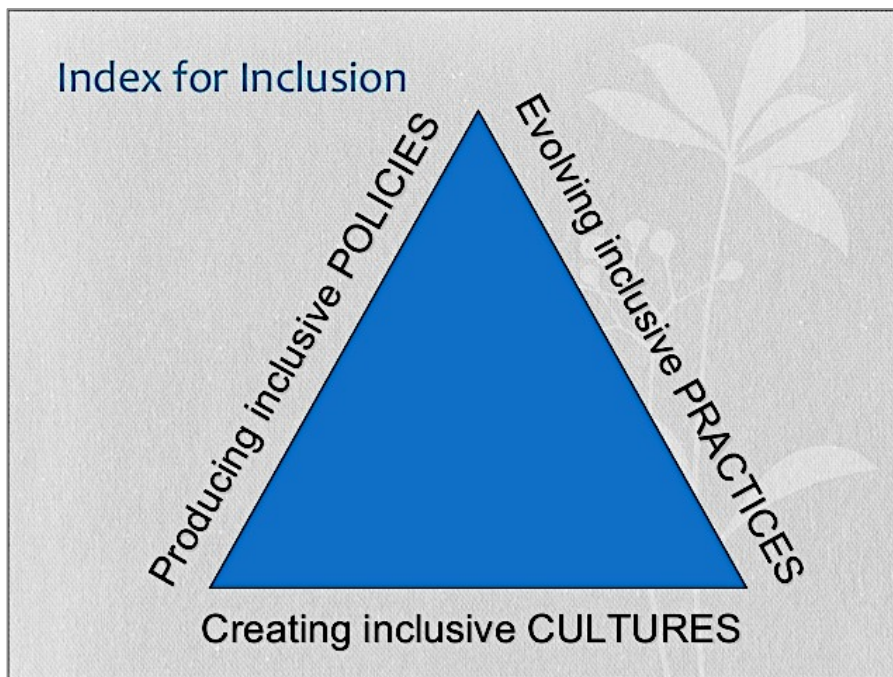 Index for Inclusion
Producing inclusive POLICIES
Evolving inclusive PRACTICES
Creating inclusive CULTURES